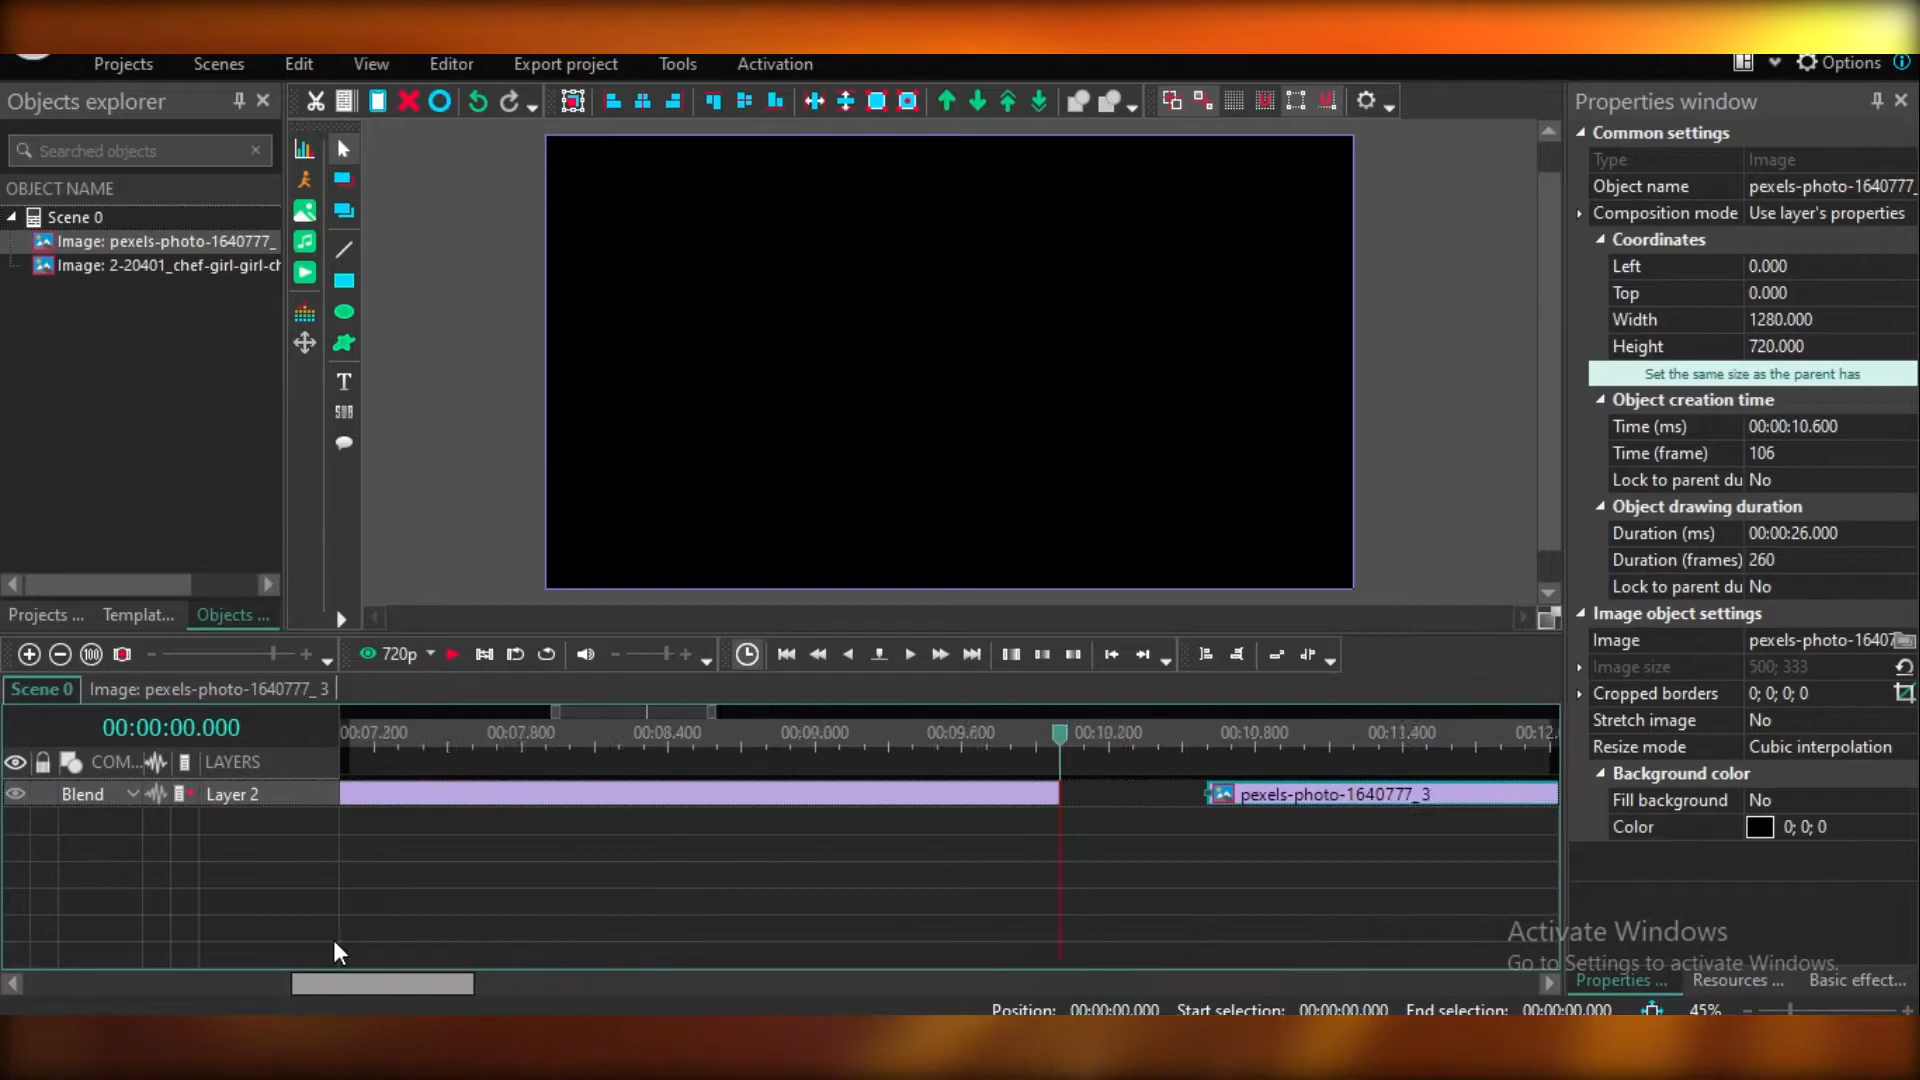 Projects Scenes Edit View Editor Export project Tools Activation Options
Objects explorer
Searched objects
OBJECT NAME
Scene 0
Image: pexels-photo-1640777_
Image: 2-20401_chef-girl-girl-ch
Projects ... Templat... Objects ...
T
SUB
Properties window
Common settings
Type Image
Object name pexels-photo-1640777_
Composition mode Use layer's properties
Coordinates
Left 0.000
Top 0.000
Width 1280.000
Height 720.000
Set the same size as the parent has
Object creation time
Time (ms) 00:00:10.600
Time (frame) 106
Lock to parent du No
Object drawing duration
Duration (ms) 00:00:26.000
Duration (frames) 260
Lock to parent du No
Image object settings
Image pexels-photo-1640
Image size 500; 333
Cropped borders 0; 0; 0; 0
Stretch image No
Resize mode Cubic interpolation
Background color
Fill background No
Color 0; 0; 0
100 720p
Scene 0 Image: pexels-photo-1640777_ 3
00:00:00.000
00:07.200 00:07.800 00:08.400 00:09.000 00:09.600 00:10.200 00:10.800 00:11.400 00:12.
COM... LAYERS
Blend Layer 2
pexels-photo-1640777_3
Activate Windows
Go to Settings to activate Windows.
Properties ... Resources ... Basic effect...
Position: 00:00:00.000 Start selection: 00:00:00.000 End selection: 00:00:00.000 45%